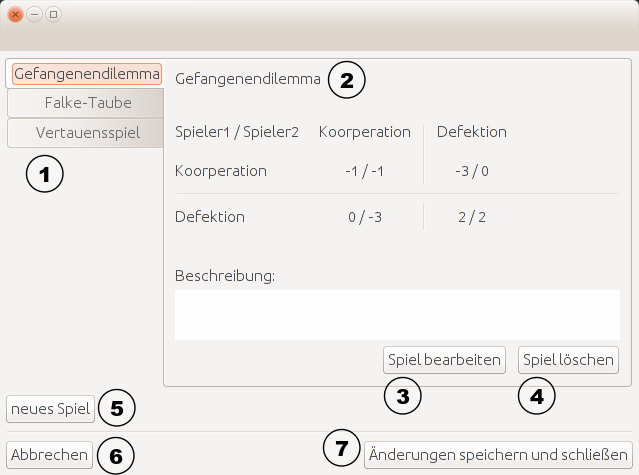 Gefangenendilemma
Falke-Taube
Vertauensspiel
1
Gefangenendilemma 2
Spieler1 / Spieler2 Koorperation Defektion
Koorperation -1 / -1 -3 / 0
Defektion 0 / -3 2 / 2
Beschreibung:
Spiel bearbeiten Spiel löschen
3 4
neues Spiel 5
Abbrechen 6 7 Änderungen speichern und schließen